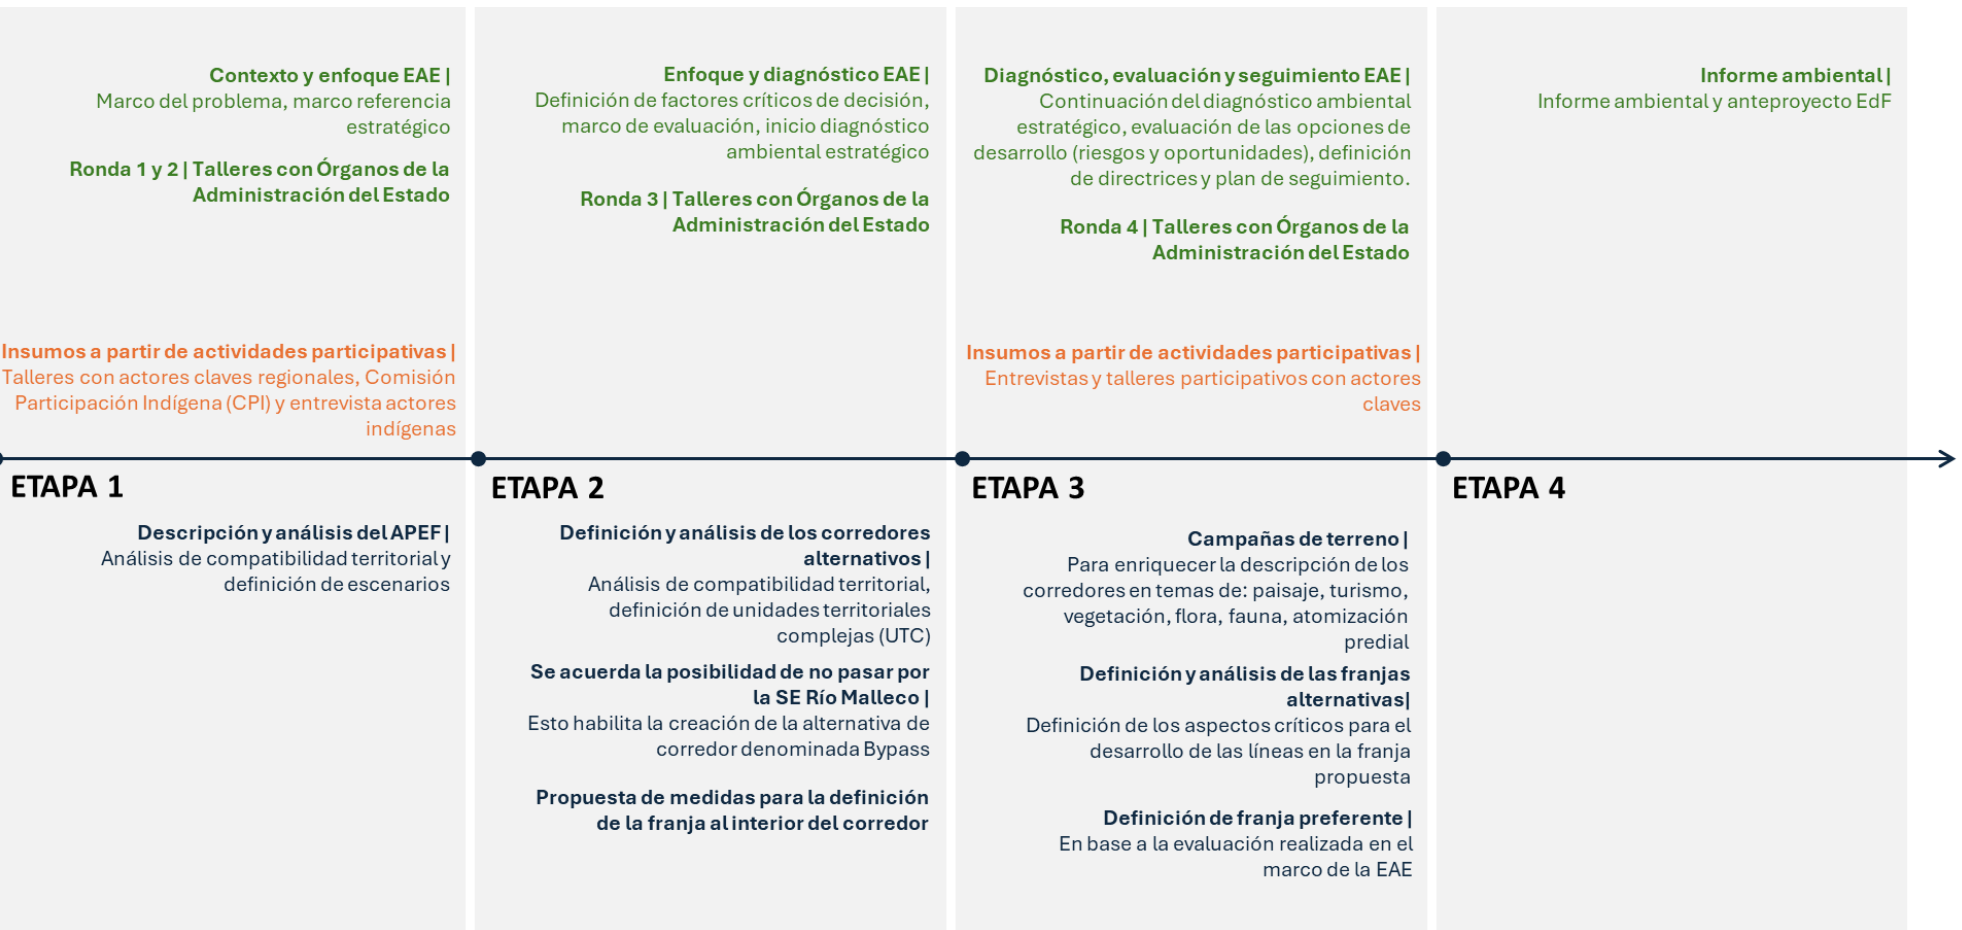 Contexto y enfoque EAE |
Marco del problema, marco referencia
estratégico
Ronda 1 y 2 | Talleres con Órganos de la
Administración del Estado
Insumos a partir de actividades participativas |
Talleres con actores claves regionales, Comisión
Participación Indígena (CPI) y entrevista actores
indígenas
ETAPA 1
Descripción y análisis del APEF |
Análisis de compatibilidad territorial y
definición de escenarios
Enfoque y diagnóstico EAE |
Definición de factores críticos de decisión,
marco de evaluación, inicio diagnóstico
ambiental estratégico
Ronda 3 | Talleres con Órganos de la
Administración del Estado
ETAPA 2
Definición y análisis de los corredores
alternativos |
Análisis de compatibilidad territorial,
definición de unidades territoriales
complejas (UTC)
Se acuerda la posibilidad de no pasar por
la SE Río Malleco |
Esto habilita la creación de la alternativa de
corredor denominada Bypass
Propuesta de medidas para la definición
de la franja al interior del corredor
Diagnóstico, evaluación y seguimiento EAE |
Continuación del diagnóstico ambiental
estratégico, evaluación de las opciones de
desarrollo (riesgos y oportunidades), definición
de directrices y plan de seguimiento.
Ronda 4 | Talleres con Órganos de la
Administración del Estado
Insumos a partir de actividades participativas |
Entrevistas y talleres participativos con actores
claves
ETAPA 3
Campañas de terreno |
Para enriquecer la descripción de los
corredores en temas de: paisaje, turismo,
vegetación, flora, fauna, atomización
predial
Definición y análisis de las franjas
alternativas|
Definición de los aspectos críticos para el
desarrollo de las líneas en la franja
propuesta
Definición de franja preferente |
En base a la evaluación realizada en el
marco de la EAE
Informe ambiental |
Informe ambiental y anteproyecto EdF
ETAPA 4